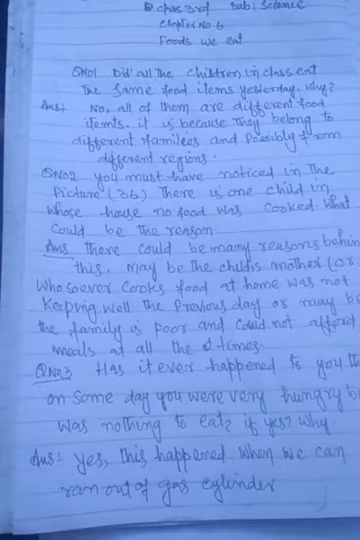 class 3rd Sub: Science
Chapter No 6
Foods we eat
QNo1 Did all the children in class eat
the same food items yesterday. Why?
Ans: No, all of them are different food
items. it is because they belong to
different families and possibly from
different regions.
QNo2 you must have noticed in the
Picture (36) There is one child in
whose house no food was cooked. What
could be the reason
Ans there could be many reasons behin
this. may be the child's mother (or
whosoever cooks food at home was not
keeping well the previous day or may be
the family is poor and could not afford
meals at all the times.
QNo3 Has it ever happened to you th
on some day you were very hungry b
was nothing to eat? if yes? why
Ans: yes, this happened when we can
ran out of gas cylinder